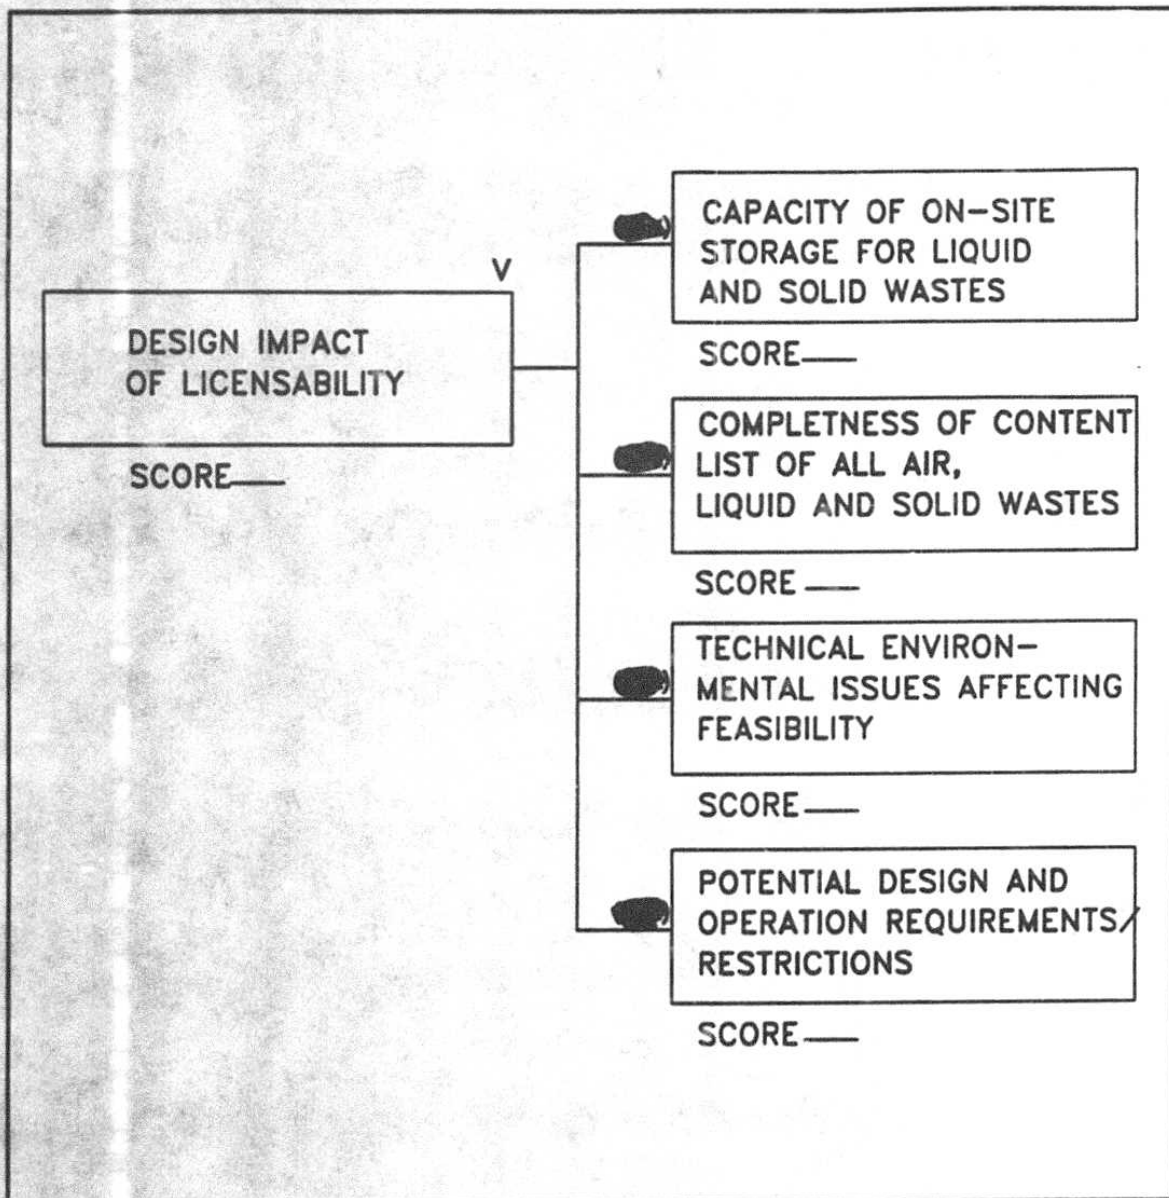 V
DESIGN IMPACT
OF LICENSABILITY
SCORE
CAPACITY OF ON-SITE
STORAGE FOR LIQUID
AND SOLID WASTES
SCORE
COMPLETNESS OF CONTENT
LIST OF ALL AIR,
LIQUID AND SOLID WASTES
SCORE
TECHNICAL ENVIRON-
MENTAL ISSUES AFFECTING
FEASIBILITY
SCORE
POTENTIAL DESIGN AND
OPERATION REQUIREMENTS/
RESTRICTIONS
SCORE